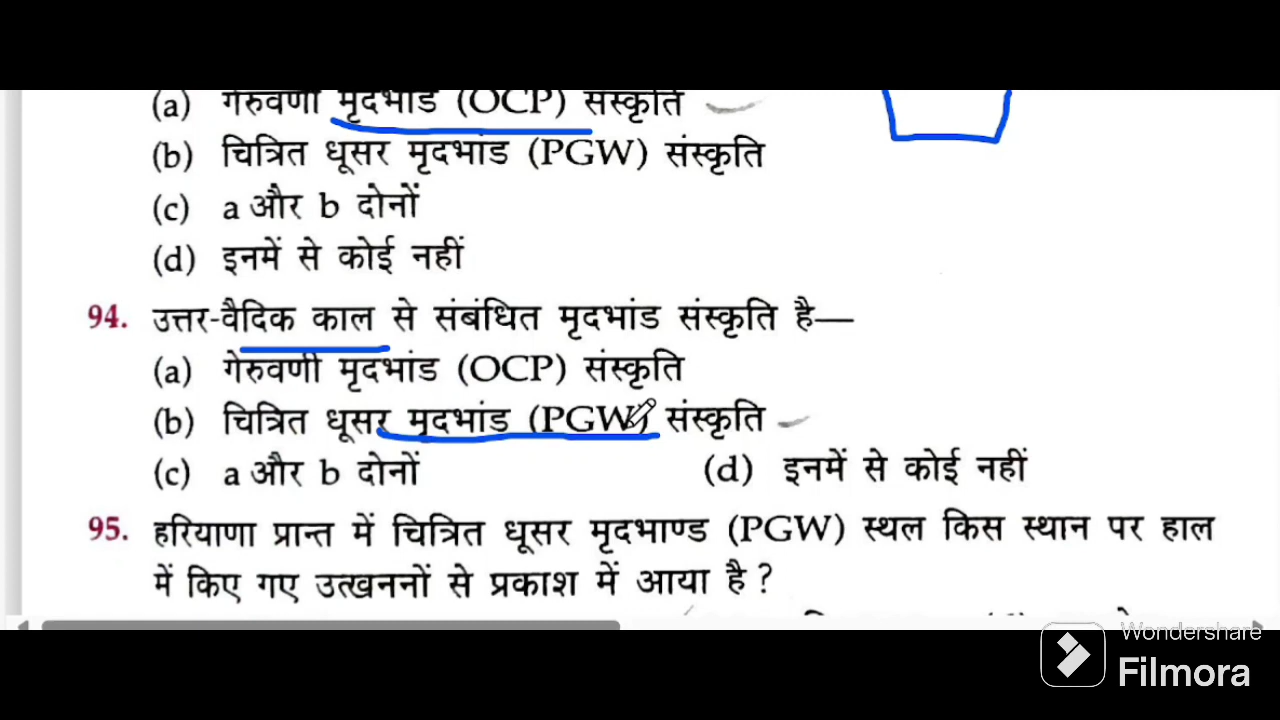 (a) गेरुवर्णी मृदभांड (OCP) संस्कृति
(b) चित्रित धूसर मृदभांड (PGW) संस्कृति
(c) a और b दोनों
(d) इनमें से कोई नहीं
94. उत्तर-वैदिक काल से संबंधित मृदभांड संस्कृति है—
(a) गेरुवणी मृदभांड (OCP) संस्कृति
(b) चित्रित धूसर मृदभांड (PGW) संस्कृति
(c) a और b दोनों (d) इनमें से कोई नहीं
95. हरियाणा प्रान्त में चित्रित धूसर मृदभाण्ड (PGW) स्थल किस स्थान पर हाल
में किए गए उत्खननों से प्रकाश में आया है ?
Wondershare
Filmora